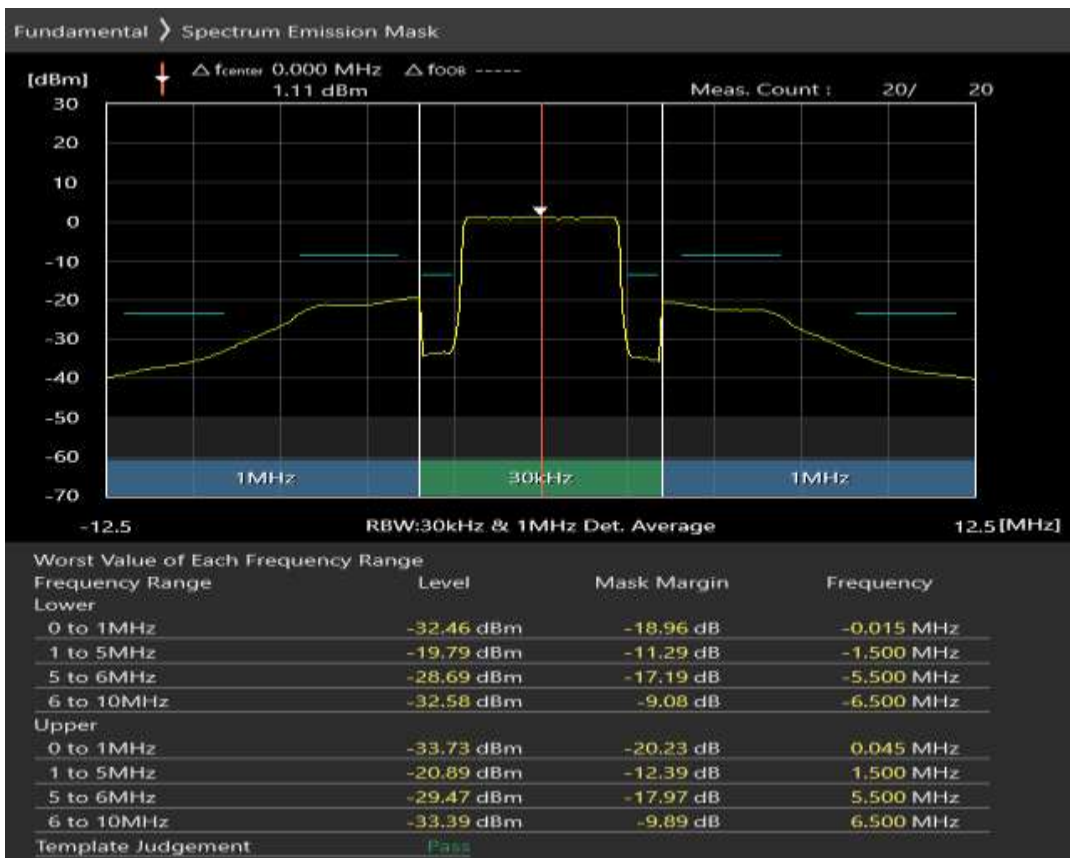 Fundamental 》 Spectrum Emission Mask
[dBm] △ fcenter 0.000 MHz △ fOOB -----
1.11 dBm Meas. Count : 20/ 20
30
20
10
0
-10
-20
-30
-40
-50
-60
-70
1MHz 30kHz 1MHz
-12.5 RBW:30kHz & 1MHz Det. Average 12.5 [MHz]
Worst Value of Each Frequency Range
Frequency Range Level Mask Margin Frequency
Lower
0 to 1MHz -32.46 dBm -18.96 dB -0.015 MHz
1 to 5MHz -19.79 dBm -11.29 dB -1.500 MHz
5 to 6MHz -28.69 dBm -17.19 dB -5.500 MHz
6 to 10MHz -32.58 dBm -9.08 dB -6.500 MHz
Upper
0 to 1MHz -33.73 dBm -20.23 dB 0.045 MHz
1 to 5MHz -20.89 dBm -12.39 dB 1.500 MHz
5 to 6MHz -29.47 dBm -17.97 dB 5.500 MHz
6 to 10MHz -33.39 dBm -9.89 dB 6.500 MHz
Template Judgement Pass